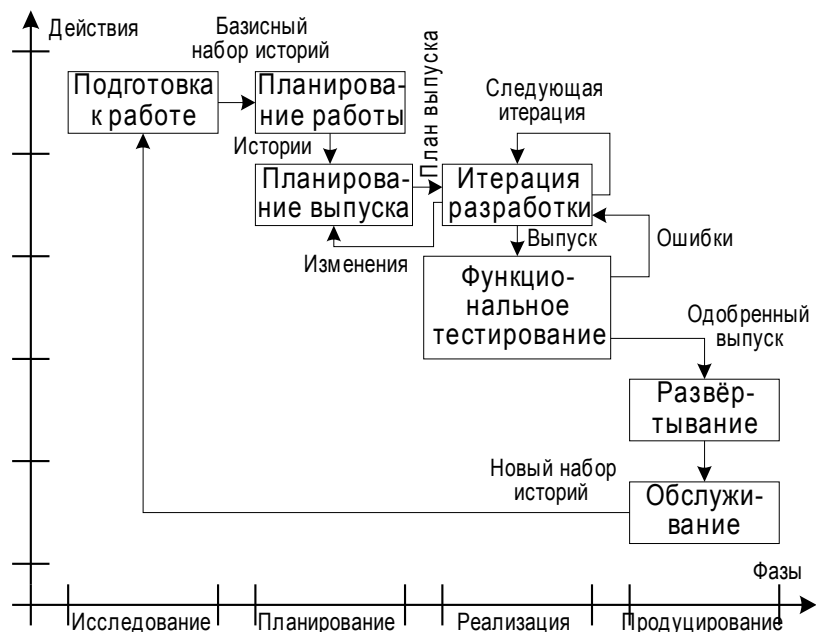 Действия
Базисный
набор историй
Подготовка
к работе
Планирова-
ние работы
План выпуска
Следующая
итерация
Истории
Планирова-
ние выпуска
Итерация
разработки
Изменения
Выпуск
Ошибки
Функцио-
нальное
тестирование
Одобренный
выпуск
Развёр-
тывание
Новый набор
историй
Обслужи-
вание
Фазы
Исследование
Планирование
Реализация
Продуцирование